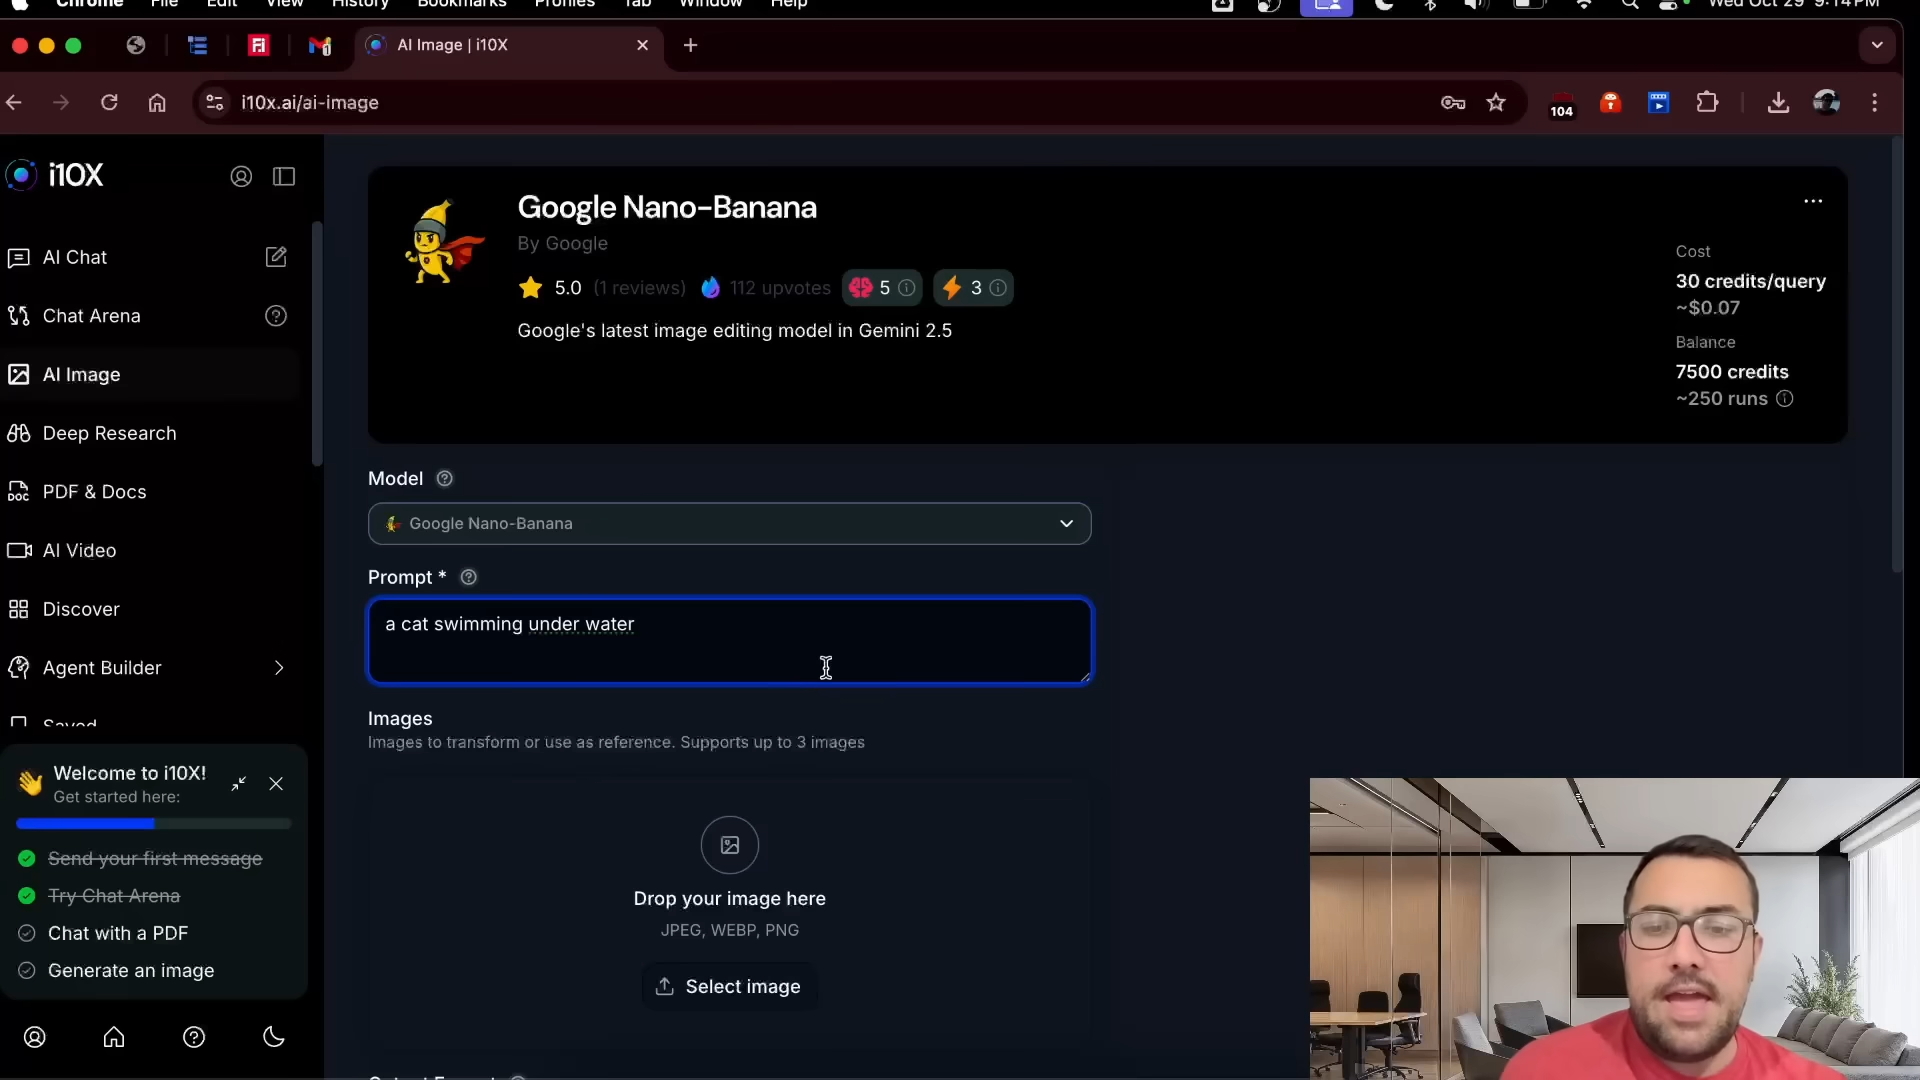 Chrome File Edit View History Bookmarks Profiles Tab Window Help
Wed Oct 29 9:14 PM
AI Image | i10X
i10x.ai/ai-image
104
i10X
AI Chat
Chat Arena
AI Image
Deep Research
PDF & Docs
AI Video
Discover
Agent Builder
Saved
Welcome to i10X!
Get started here:
Send your first message
Try Chat Arena
Chat with a PDF
Generate an image
Google Nano-Banana
By Google
5.0 (1 reviews) 112 upvotes 5 3
Google's latest image editing model in Gemini 2.5
Cost
30 credits/query
~$0.07
Balance
7500 credits
~250 runs
Model
Google Nano-Banana
Prompt *
a cat swimming under water
Images
Images to transform or use as reference. Supports up to 3 images
Drop your image here
JPEG, WEBP, PNG
Select image